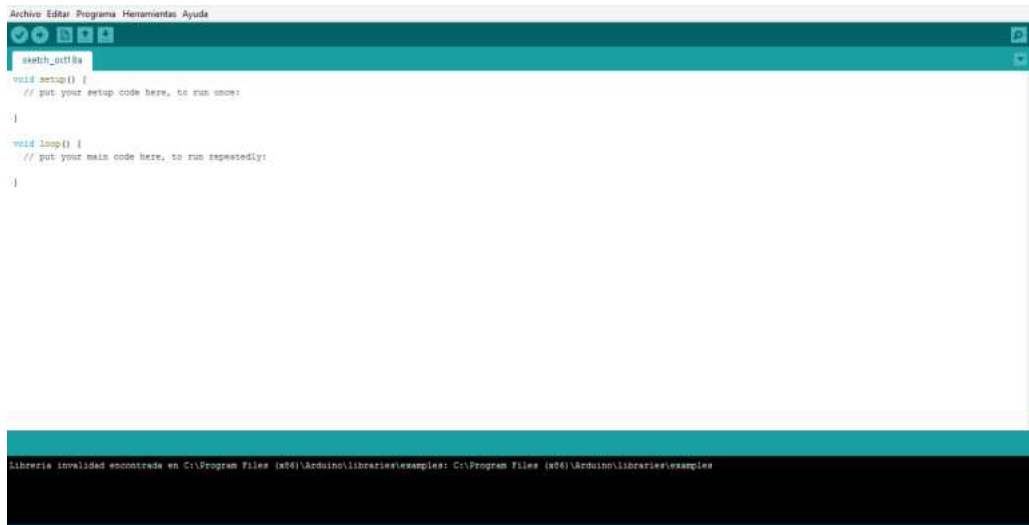 Archivo Editar Programa Herramientas Ayuda
sketch_oct18a
void setup() {
// put your setup code here, to run once:
}
void loop() {
// put your main code here, to run repeatedly:
}
Libreria invalidad encontrada en C:\Program Files (x86)\Arduino\libraries\examples: C:\Program Files (x86)\Arduino\libraries\examples